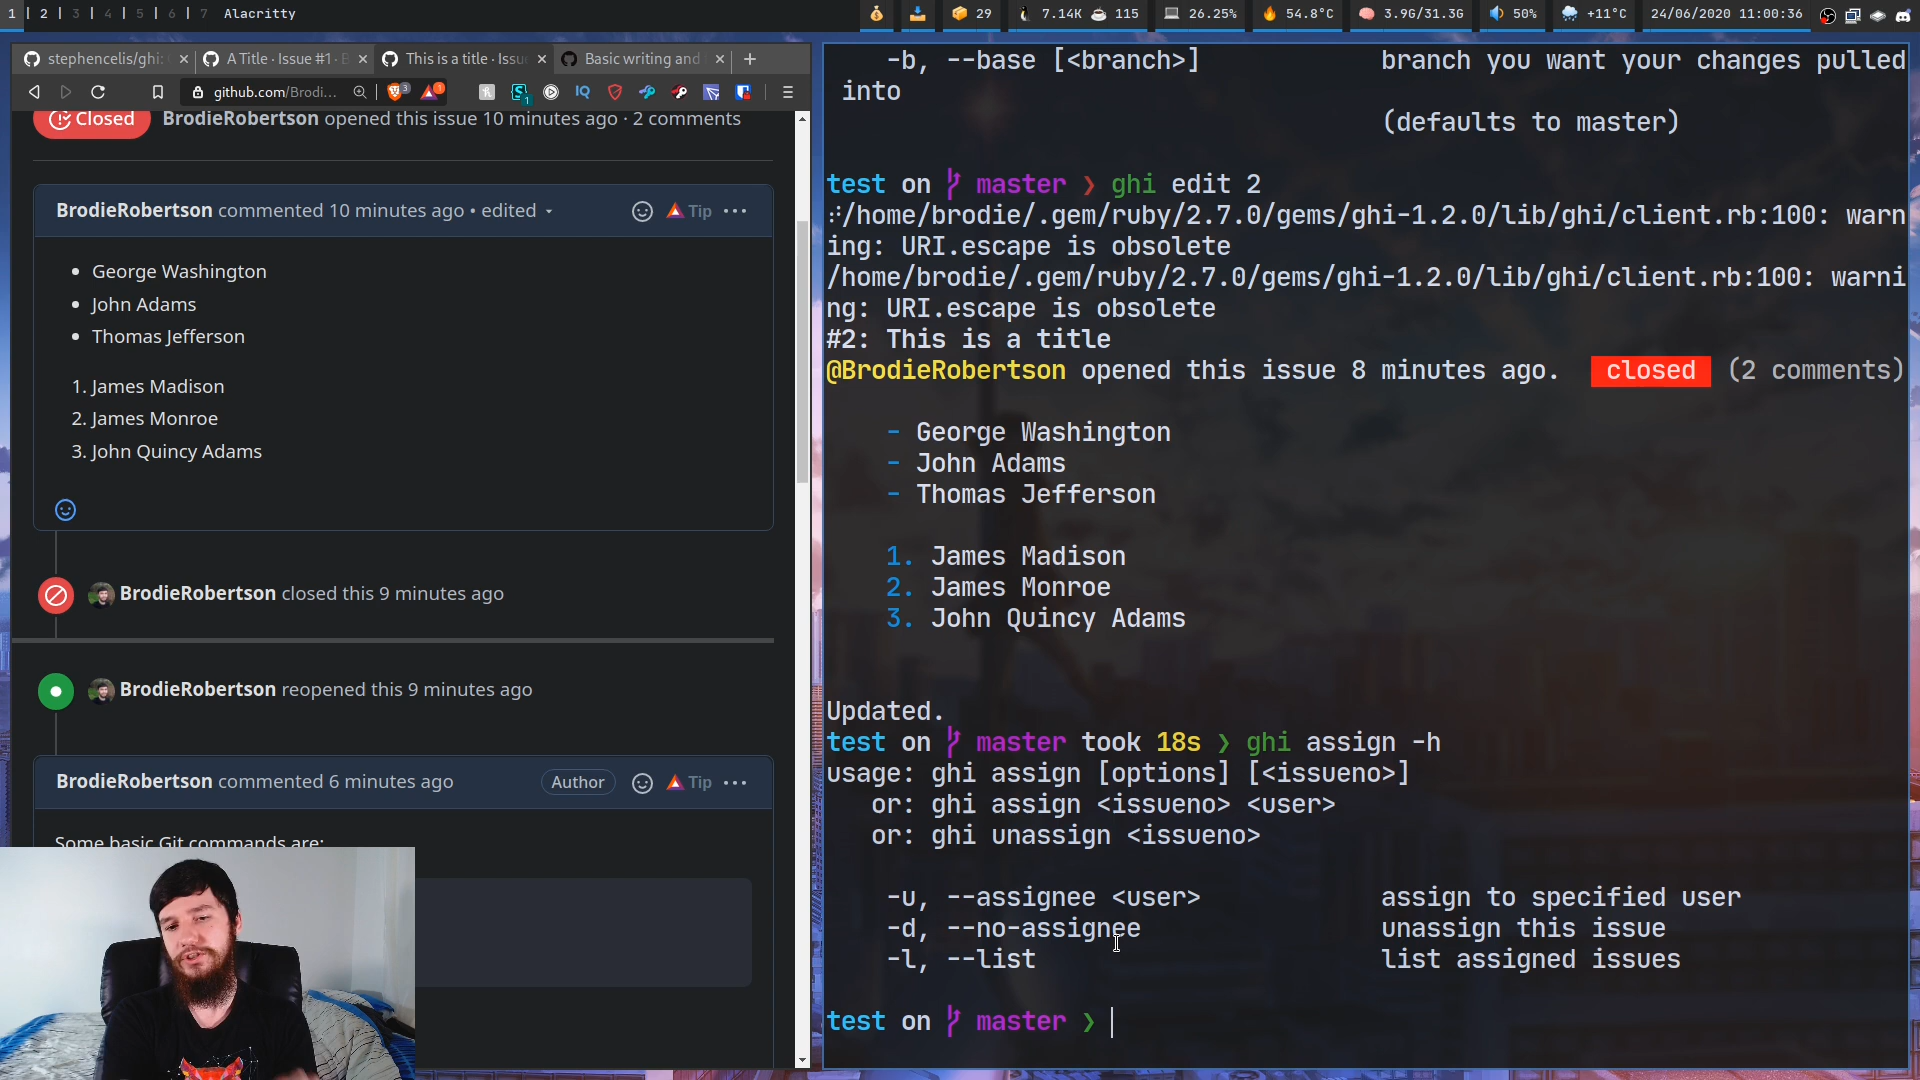 1 | 2 | 3 | 4 | 5 | 6 | 7 Alacritty
29 7.14K 115 26.25% 54.8°C 3.9G/31.3G 50% +11°C 24/06/2020 11:00:36
stephencelis/ghi: A Title · Issue #1 · B This is a title · Issu Basic writing and
github.com/Brodi... 3 1 1 IQ
Closed BrodieRobertson opened this issue 10 minutes ago · 2 comments
BrodieRobertson commented 10 minutes ago • edited Tip
• George Washington
• John Adams
• Thomas Jefferson
1. James Madison
2. James Monroe
3. John Quincy Adams
BrodieRobertson closed this 9 minutes ago
BrodieRobertson reopened this 9 minutes ago
BrodieRobertson commented 6 minutes ago Author Tip
Some basic Git commands are:
-b, --base [<branch>] branch you want your changes pulled
into
(defaults to master)
test on master ❯ ghi edit 2
/home/brodie/.gem/ruby/2.7.0/gems/ghi-1.2.0/lib/ghi/client.rb:100: warn
ing: URI.escape is obsolete
/home/brodie/.gem/ruby/2.7.0/gems/ghi-1.2.0/lib/ghi/client.rb:100: warni
ng: URI.escape is obsolete
#2: This is a title
@BrodieRobertson opened this issue 8 minutes ago. closed (2 comments)
- George Washington
- John Adams
- Thomas Jefferson
1. James Madison
2. James Monroe
3. John Quincy Adams
Updated.
test on master took 18s ❯ ghi assign -h
usage: ghi assign [options] [<issueno>]
or: ghi assign <issueno> <user>
or: ghi unassign <issueno>
-u, --assignee <user> assign to specified user
-d, --no-assignee unassign this issue
-l, --list list assigned issues
test on master ❯